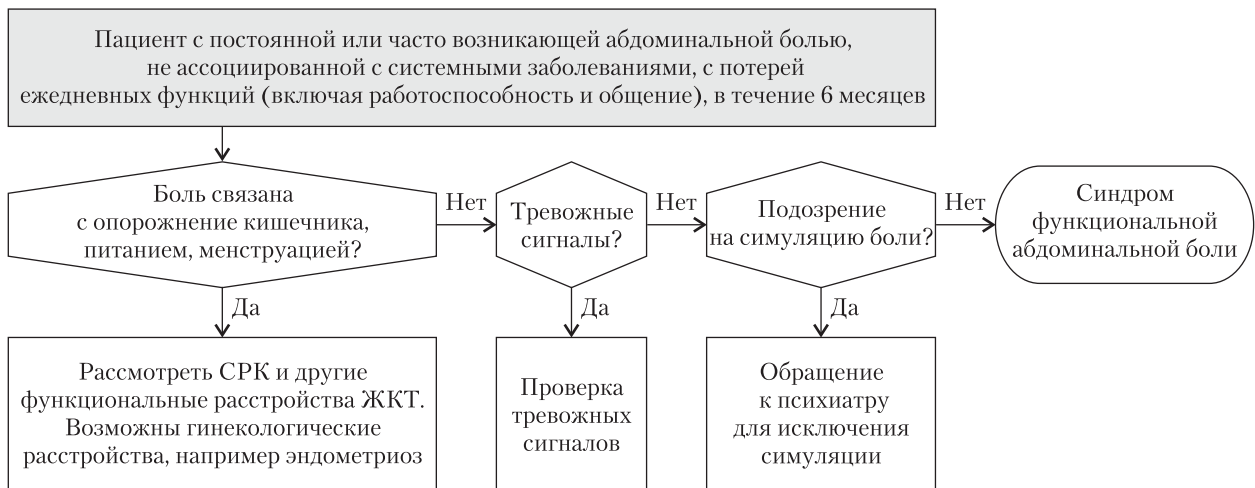 Пациент с постоянной или часто возникающей абдоминальной болью,
не ассоциированной с системными заболеваниями, с потерей
ежедневных функций (включая работоспособность и общение), в течение 6 месяцев
Боль связана
с опорожнение кишечника,
питанием, менструацией?
Нет
Тревожные
сигналы?
Нет
Подозрение
на симуляцию боли?
Нет
Синдром
функциональной
абдоминальной боли
Да
Да
Да
Рассмотреть СРК и другие
функциональные расстройства ЖКТ.
Возможны гинекологические
расстройства, например эндометриоз
Проверка
тревожных
сигналов
Обращение
к психиатру
для исключения
симуляции